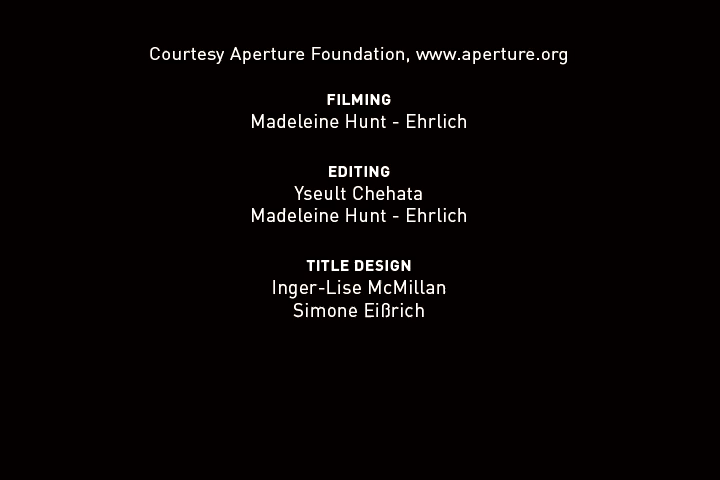 Courtesy Aperture Foundation, www.aperture.org
FILMING
Madeleine Hunt - Ehrlich
EDITING
Yseult Chehata
Madeleine Hunt - Ehrlich
TITLE DESIGN
Inger-Lise McMillan
Simone Eißrich